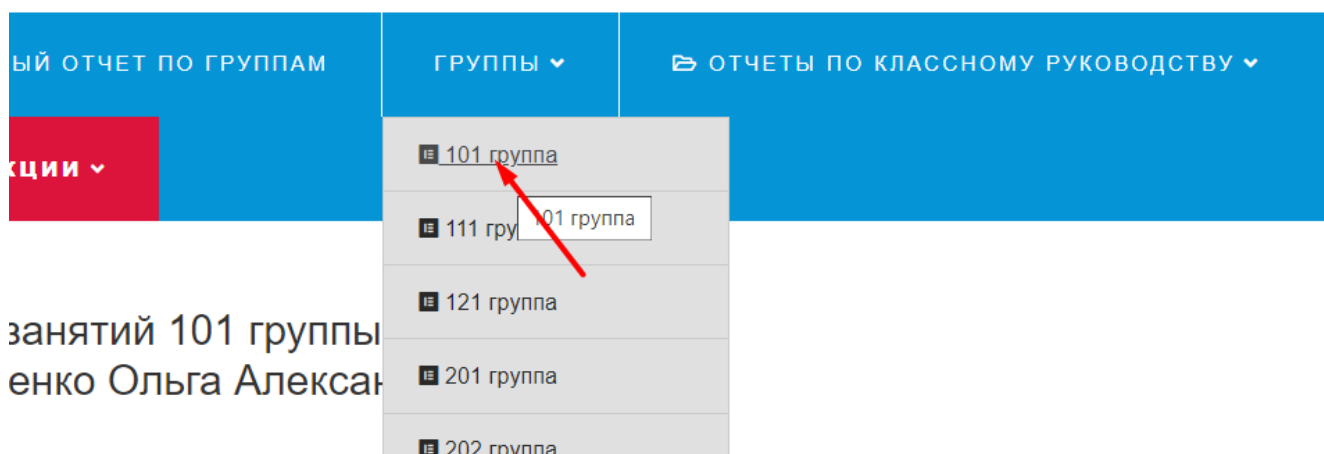 ЫЙ ОТЧЕТ ПО ГРУППАМ
ГРУППЫ
ОТЧЕТЫ ПО КЛАССНОМУ РУКОВОДСТВУ
кции
101 группа
101 группа
111 гру
121 группа
занятий 101 группы
201 группа
енко Ольга Алексан
202 группа